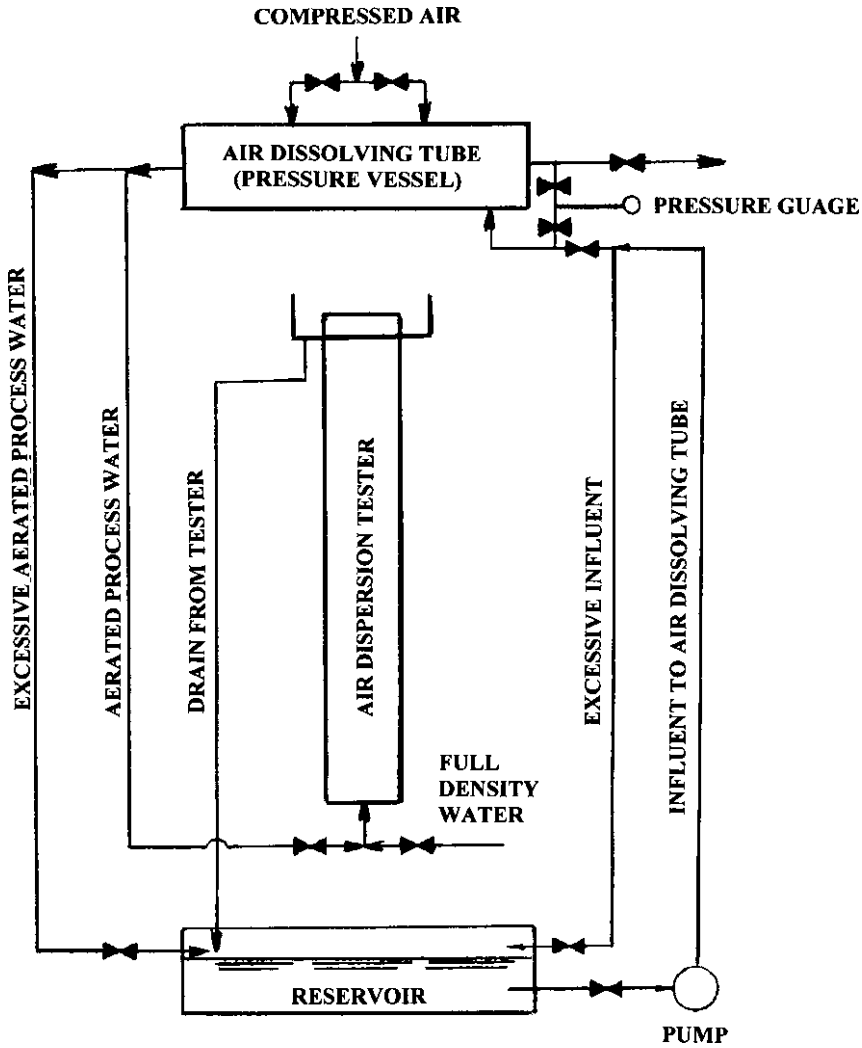 COMPRESSED AIR
AIR DISSOLVING TUBE
(PRESSURE VESSEL)
PRESSURE GUAGE
EXCESSIVE AERATED PROCESS WATER
AERATED PROCESS WATER
DRAIN FROM TESTER
AIR DISPERSION TESTER
EXCESSIVE INFLUENT
INFLUENT TO AIR DISSOLVING TUBE
FULL
DENSITY
WATER
RESERVOIR
PUMP